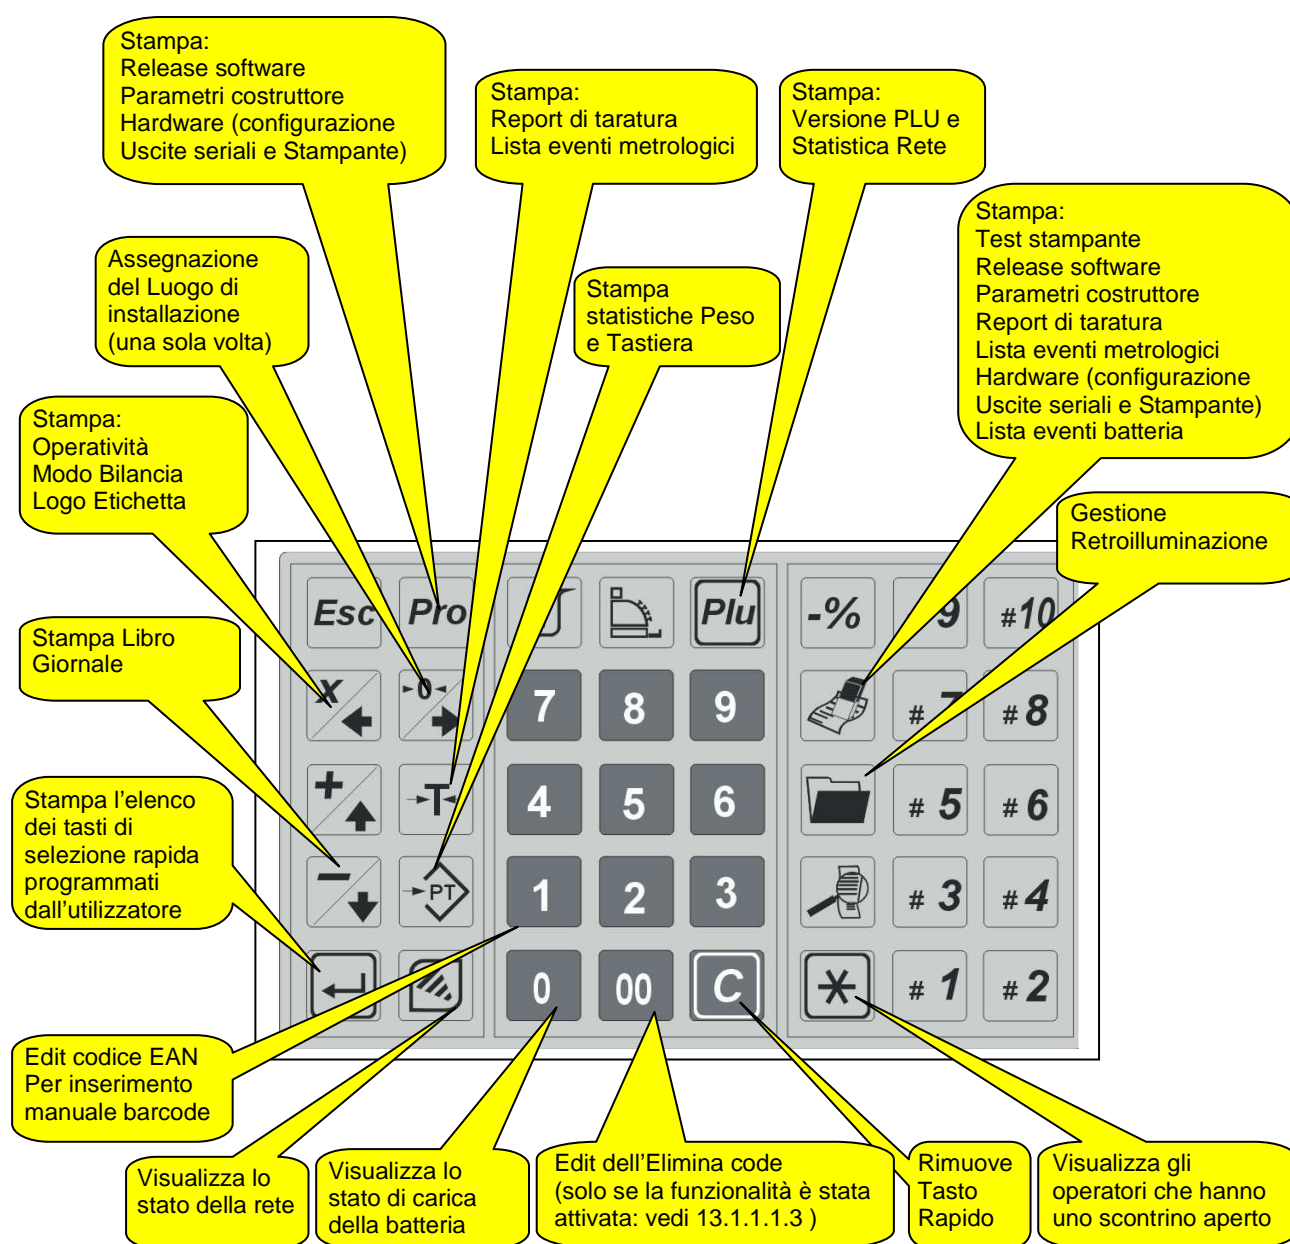 Stampa:
Release software
Parametri costruttore
Hardware (configurazione
Uscite seriali e Stampante)
Stampa:
Report di taratura
Lista eventi metrologici
Stampa:
Versione PLU e
Statistica Rete
Stampa:
Test stampante
Release software
Parametri costruttore
Report di taratura
Lista eventi metrologici
Hardware (configurazione
Uscite seriali e Stampante)
Lista eventi batteria
Assegnazione
del Luogo di
installazione
(una sola volta)
Stampa
statistiche Peso
e Tastiera
Stampa:
Operatività
Modo Bilancia
Logo Etichetta
Gestione
Retroilluminazione
Stampa Libro
Giornale
Stampa l'elenco
dei tasti di
selezione rapida
programmati
dall'utilizzatore
Esc Pro Plu -% 9 #10
x 0 7 8 9 # 7 # 8
+ T 4 5 6 # 5 # 6
- PT 1 2 3 # 3 # 4
0 00 C # 1 # 2
Edit codice EAN
Per inserimento
manuale barcode
Visualizza lo
stato della rete
Visualizza lo
stato di carica
della batteria
Edit dell'Elimina code
(solo se la funzionalità è stata
attivata: vedi 13.1.1.1.3 )
Rimuove
Tasto
Rapido
Visualizza gli
operatori che hanno
uno scontrino aperto